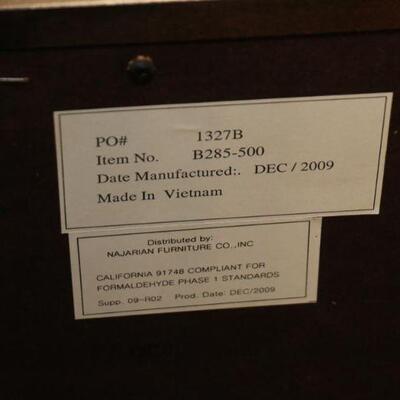 PO# 1327B
Item No. B285-500
Date Manufactured:. DEC / 2009
Made In Vietnam
Distributed by:
NAJARIAN FURNITURE CO.,INC
CALIFORNIA 91748 COMPLIANT FOR
FORMALDEHYDE PHASE 1 STANDARDS
Supp. 09-R02 Prod. Date: DEC/2009